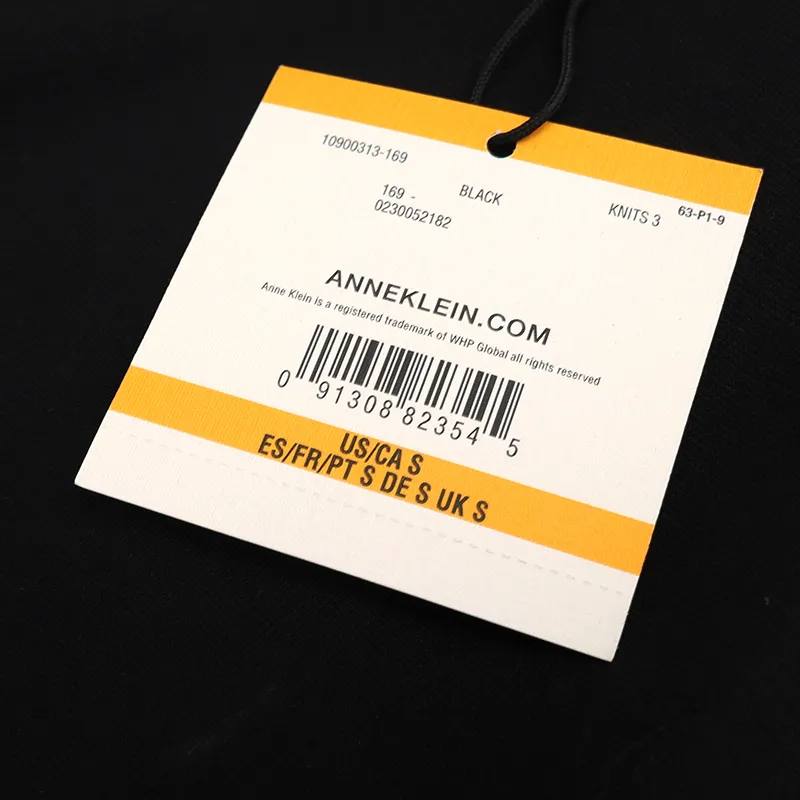 10900313-169
169 - BLACK
0230052182
KNITS 3 63-P1-9
ANNEKLEIN.COM
Anne Klein is a registered trademark of WHP Global all rights reserved
0 91308 82354 5
US/CA S
ES/FR/PT S DE S UK S